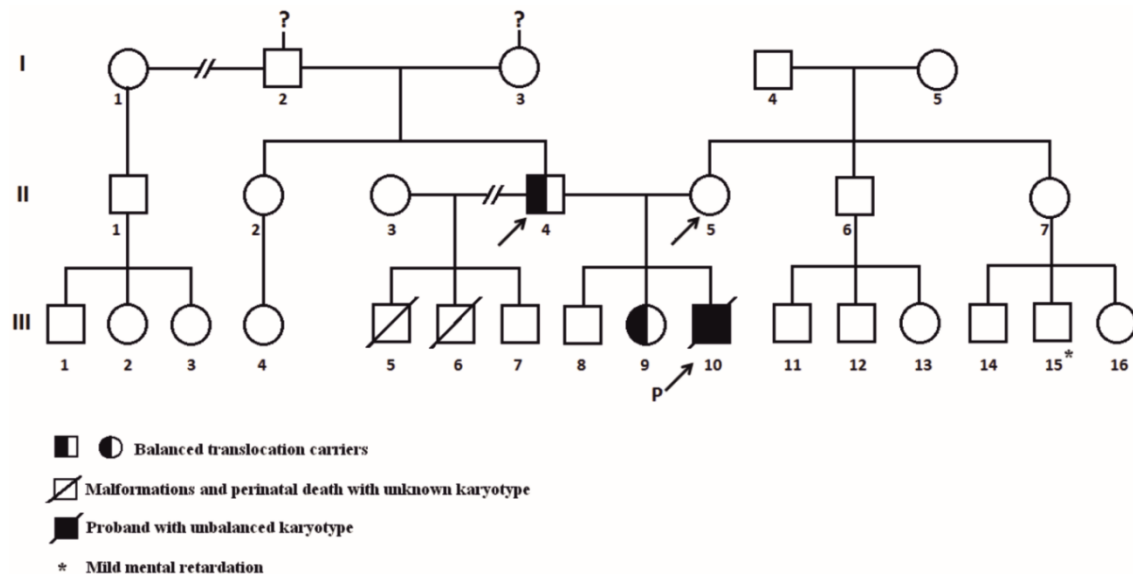 ? ?
I
1 2 3 4 5
II
1 2 3 4 5 6 7
III
1 2 3 4 5 6 7 8 9 10 11 12 13 14 15* 16
P
Balanced translocation carriers
Malformations and perinatal death with unknown karyotype
Proband with unbalanced karyotype
* Mild mental retardation